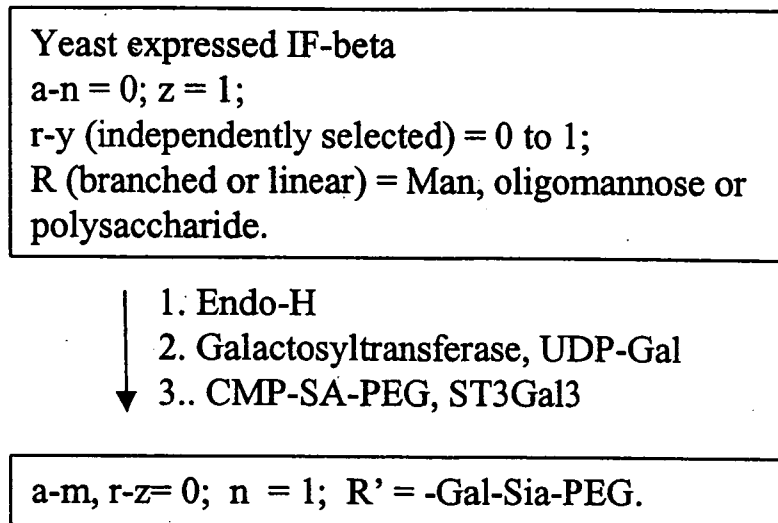 Yeast expressed IF-beta
a-n = 0; z = 1;
r-y (independently selected) = 0 to 1;
R (branched or linear) = Man, oligomannose or
polysaccharide.
1. Endo-H
2. Galactosyltransferase, UDP-Gal
3.. CMP-SA-PEG, ST3Gal3
a-m, r-z= 0; n = 1; R’ = -Gal-Sia-PEG.